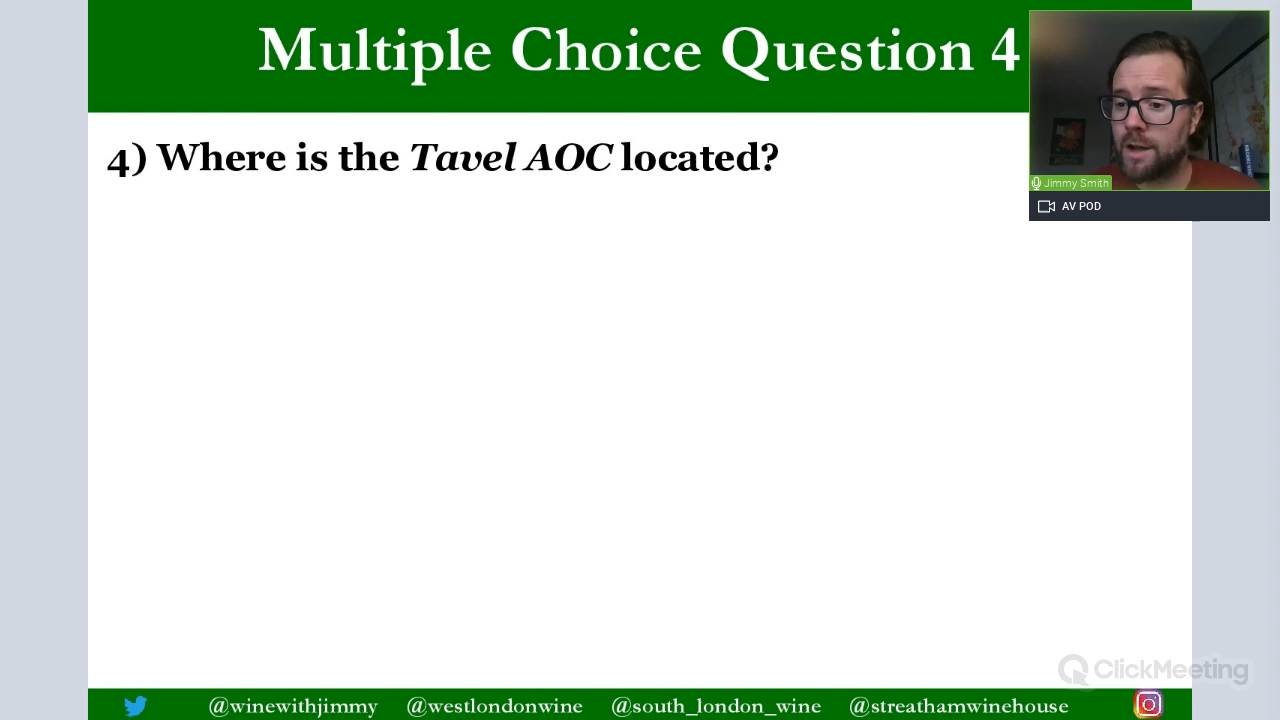 Multiple Choice Question 4
4) Where is the Tavel AOC located?
Jimmy Smith
AV POD
ClickMeeting
@winewithjimmy @westlondonwine @south_london_wine @streathamwinehouse